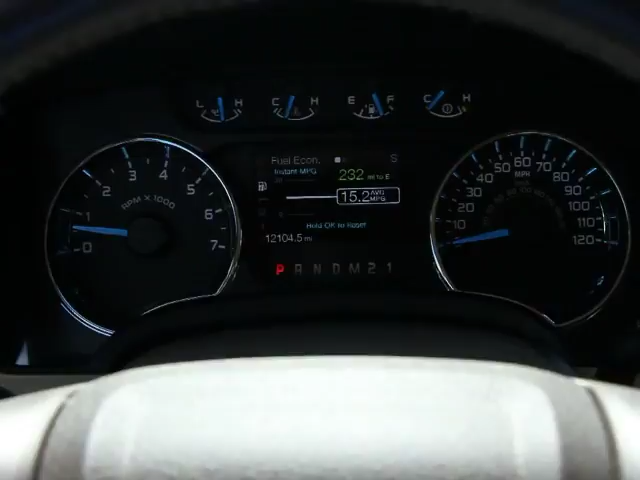 L H C H E F C H
Fuel Econ. S
Instant MPG
232 mi to E
15.2 AVG MPG
Hold OK to Reset
12104.5 mi
P R N D M 2 1
RPM X 1000
0 1 2 3 4 5 6 7
MPH
10 20 30 40 50 60 70 80 90 100 110 120